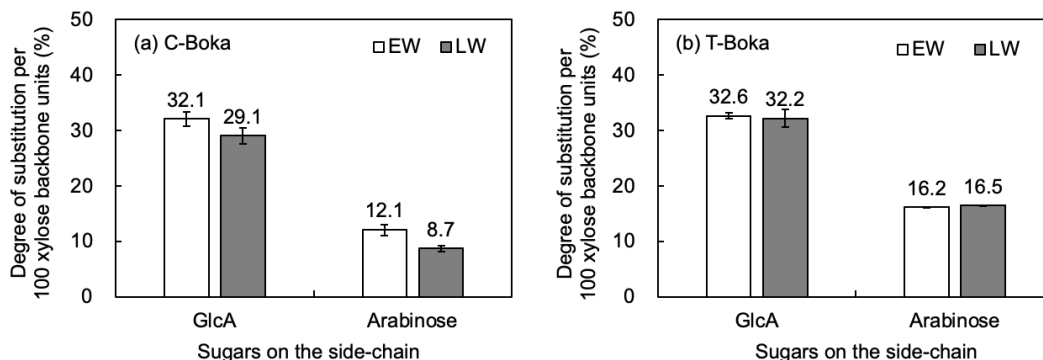 Degree of substitution per
100 xylose backbone units (%)
50
40
30
20
10
0
(a) C-Boka
EW
LW
32.1
29.1
12.1
8.7
GlcA
Arabinose
Sugars on the side-chain
Degree of substitution per
100 xylose backbone units (%)
50
40
30
20
10
0
(b) T-Boka
EW
LW
32.6
32.2
16.2
16.5
GlcA
Arabinose
Sugars on the side-chain